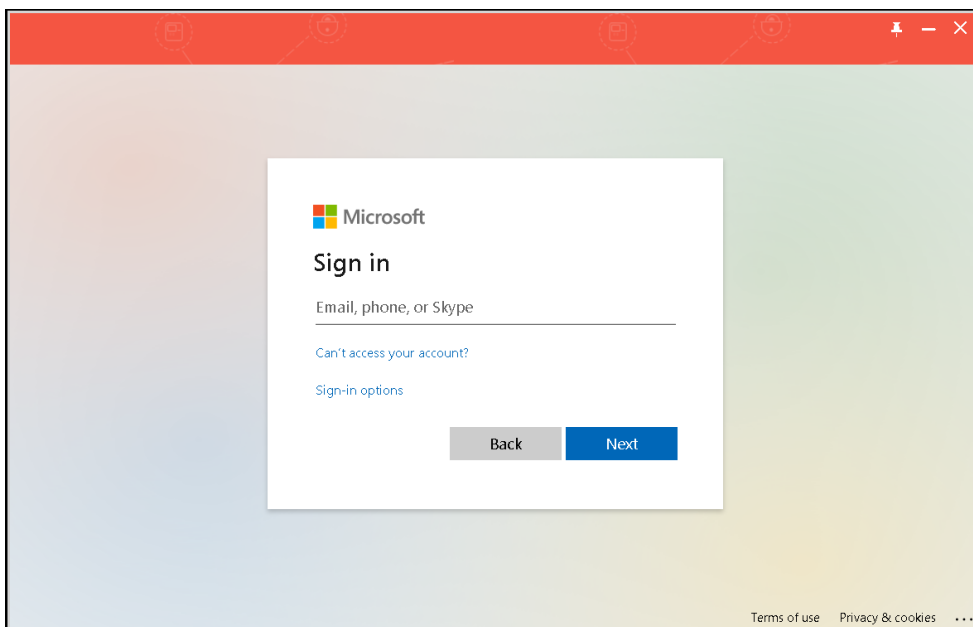 Microsoft
Sign in
Email, phone, or Skype
Can't access your account?
Sign-in options
Back Next
Terms of use Privacy & cookies ...